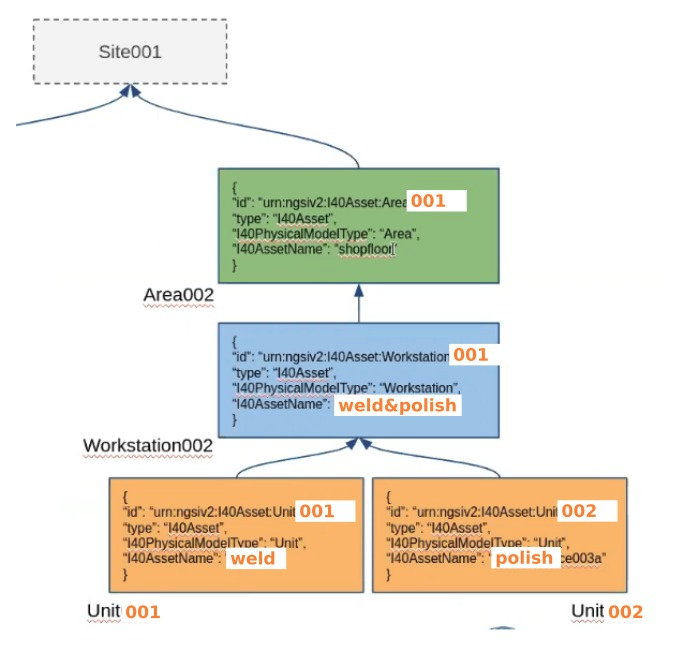 Site001
{
“id”: “urn:ngsiv2:I40Asset:Area 001
“type”: “I40Asset”,
“I40PhysicalModelType”: “Area”,
“I40AssetName”: “shopfloor”
}
Area002
{
“id”: “urn:ngsiv2:I40Asset:Workstation 001
“type”: “I40Asset”,
“I40PhysicalModelType”: “Workstation”,
“I40AssetName”: weld&polish
}
Workstation002
{
“id”: “urn:ngsiv2:I40Asset:Unit 001
“type”: “I40Asset”,
“I40PhysicalModelType”: “Unit”,
“I40AssetName”: weld
}
Unit 001
{
“id”: “urn:ngsiv2:I40Asset:Unit 002
“type”: “I40Asset”,
“I40PhysicalModelType”: “Unit”,
“I40AssetName”: “ polish ce003a”
}
Unit 002